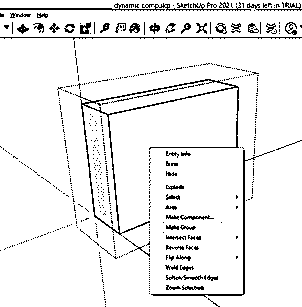 dynamic comp.skp - SketchUp Pro 2021 (21 days left in TRIAL)
Window Help
Entity Info
Erase
Hide
Explode
Select
Area
Make Component...
Make Group
Intersect Faces
Reverse Faces
Flip Along
Weld Edges
Soften/Smooth Edges
Zoom Selection